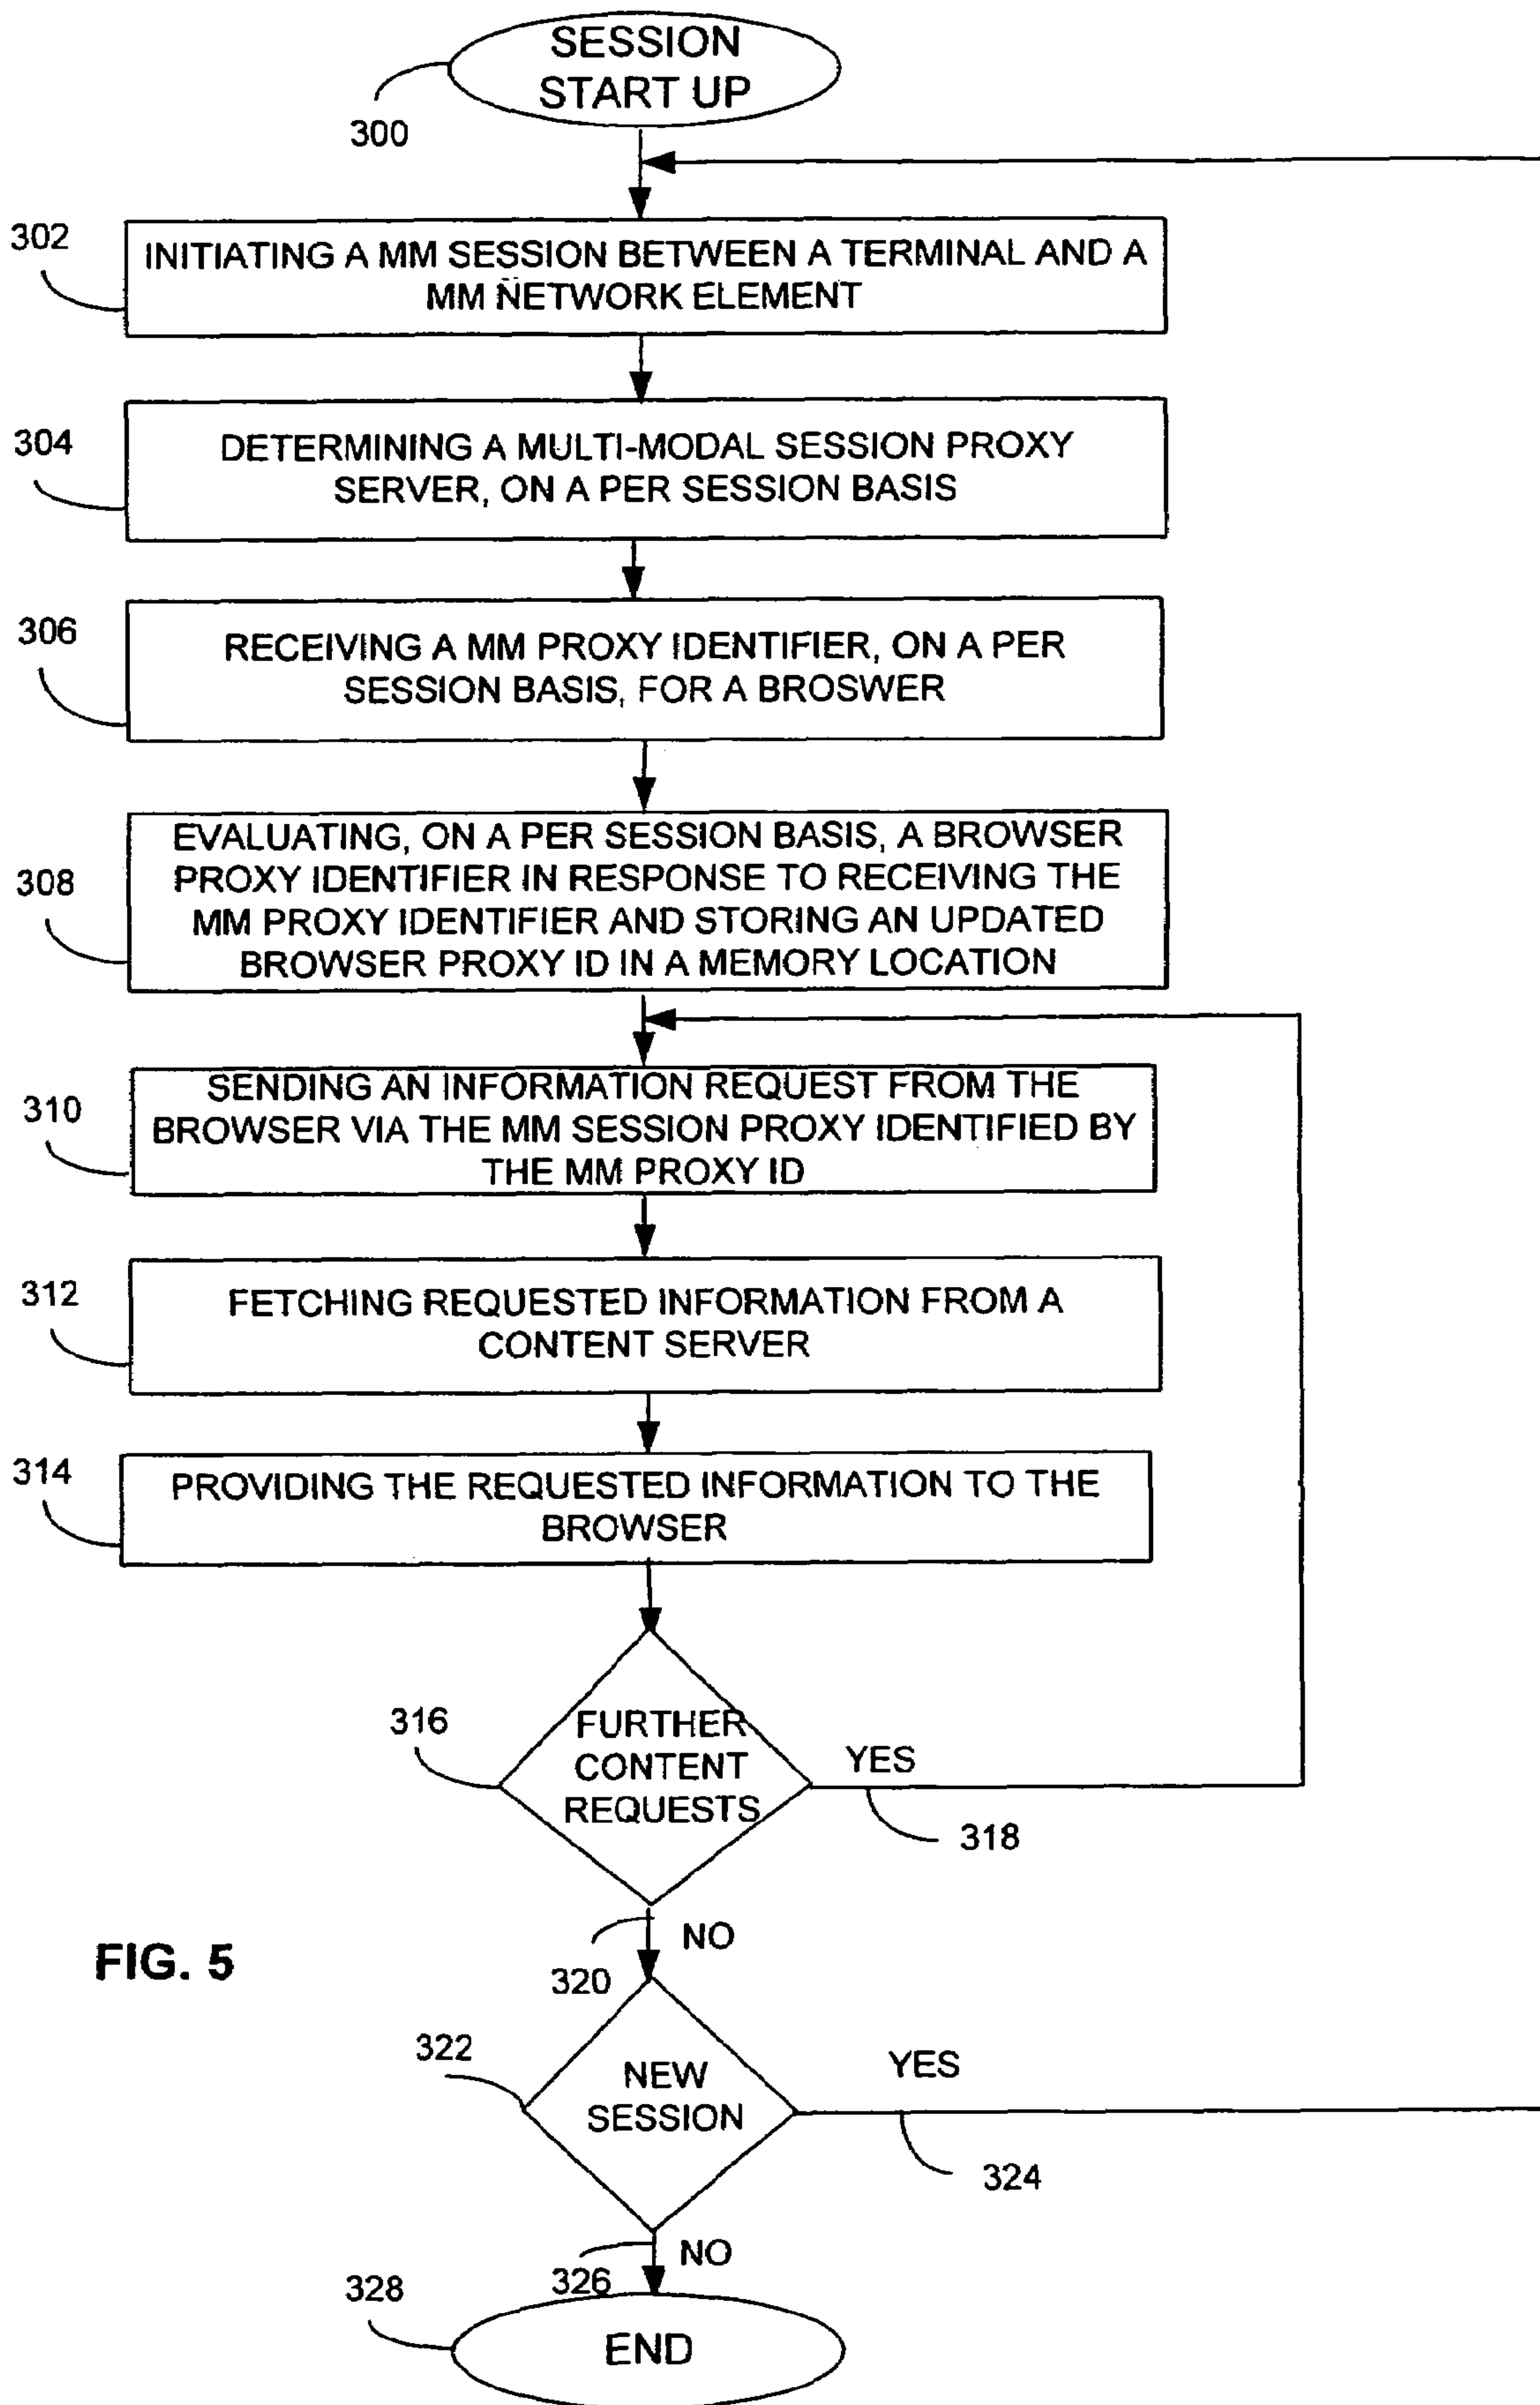 SESSION
START UP
300
302
INITIATING A MM SESSION BETWEEN A TERMINAL AND A
MM NETWORK ELEMENT
304
DETERMINING A MULTI-MODAL SESSION PROXY
SERVER, ON A PER SESSION BASIS
306
RECEIVING A MM PROXY IDENTIFIER, ON A PER
SESSION BASIS, FOR A BROSWER
308
EVALUATING, ON A PER SESSION BASIS, A BROWSER
PROXY IDENTIFIER IN RESPONSE TO RECEIVING THE
MM PROXY IDENTIFIER AND STORING AN UPDATED
BROWSER PROXY ID IN A MEMORY LOCATION
310
SENDING AN INFORMATION REQUEST FROM THE
BROWSER VIA THE MM SESSION PROXY IDENTIFIED BY
THE MM PROXY ID
312
FETCHING REQUESTED INFORMATION FROM A
CONTENT SERVER
314
PROVIDING THE REQUESTED INFORMATION TO THE
BROWSER
316
FURTHER
CONTENT
REQUESTS
YES
318
NO
320
FIG. 5
322
NEW
SESSION
YES
324
NO
326
328
END